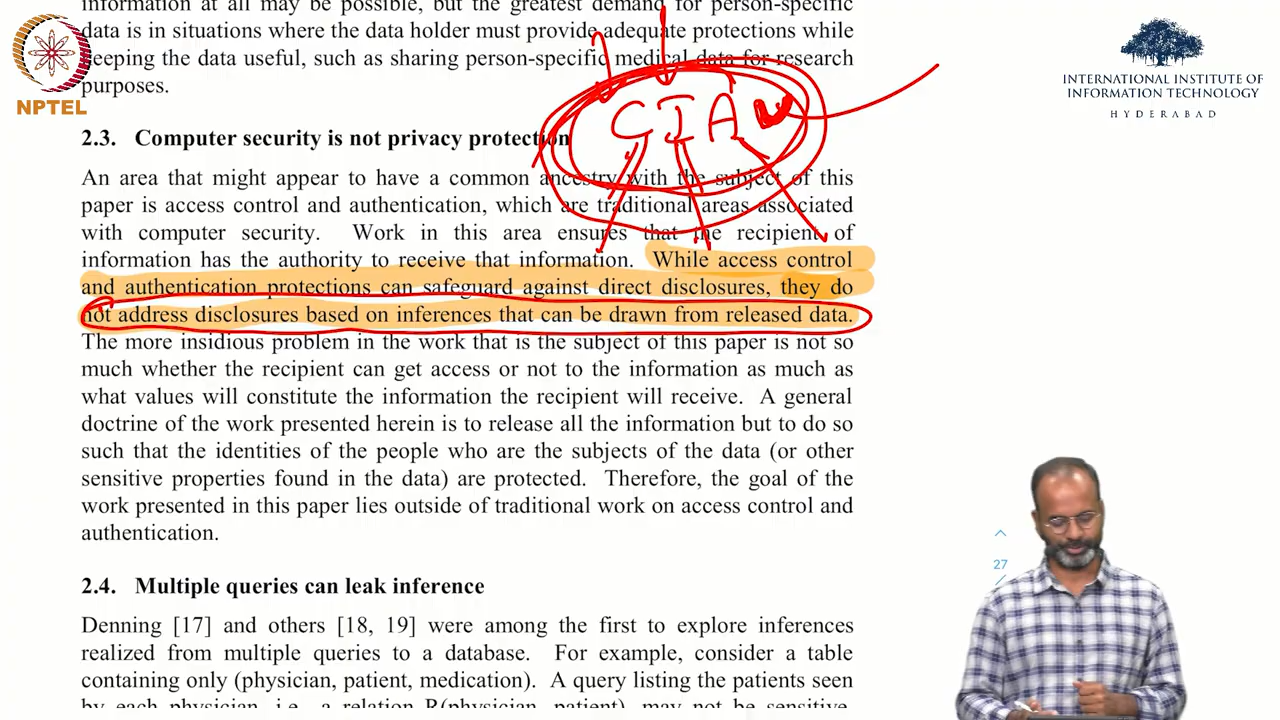 information at all may be possible, but the greatest demand for person-specific
data is in situations where the data holder must provide adequate protections while
keeping the data useful, such as sharing person-specific medical data for research
purposes.
NPTEL
INTERNATIONAL INSTITUTE OF
INFORMATION TECHNOLOGY
HYDERABAD
C I A
2.3. Computer security is not privacy protection
An area that might appear to have a common ancestry with the subject of this
paper is access control and authentication, which are traditional areas associated
with computer security. Work in this area ensures that the recipient of
information has the authority to receive that information. While access control
and authentication protections can safeguard against direct disclosures, they do
not address disclosures based on inferences that can be drawn from released data.
The more insidious problem in the work that is the subject of this paper is not so
much whether the recipient can get access or not to the information as much as
what values will constitute the information the recipient will receive. A general
doctrine of the work presented herein is to release all the information but to do so
such that the identities of the people who are the subjects of the data (or other
sensitive properties found in the data) are protected. Therefore, the goal of the
work presented in this paper lies outside of traditional work on access control and
authentication.
27
2.4. Multiple queries can leak inference
Denning [17] and others [18, 19] were among the first to explore inferences
realized from multiple queries to a database. For example, consider a table
containing only (physician, patient, medication). A query listing the patients seen
by each physician, i.e., a relation R(physician, patient), may not be sensitive.